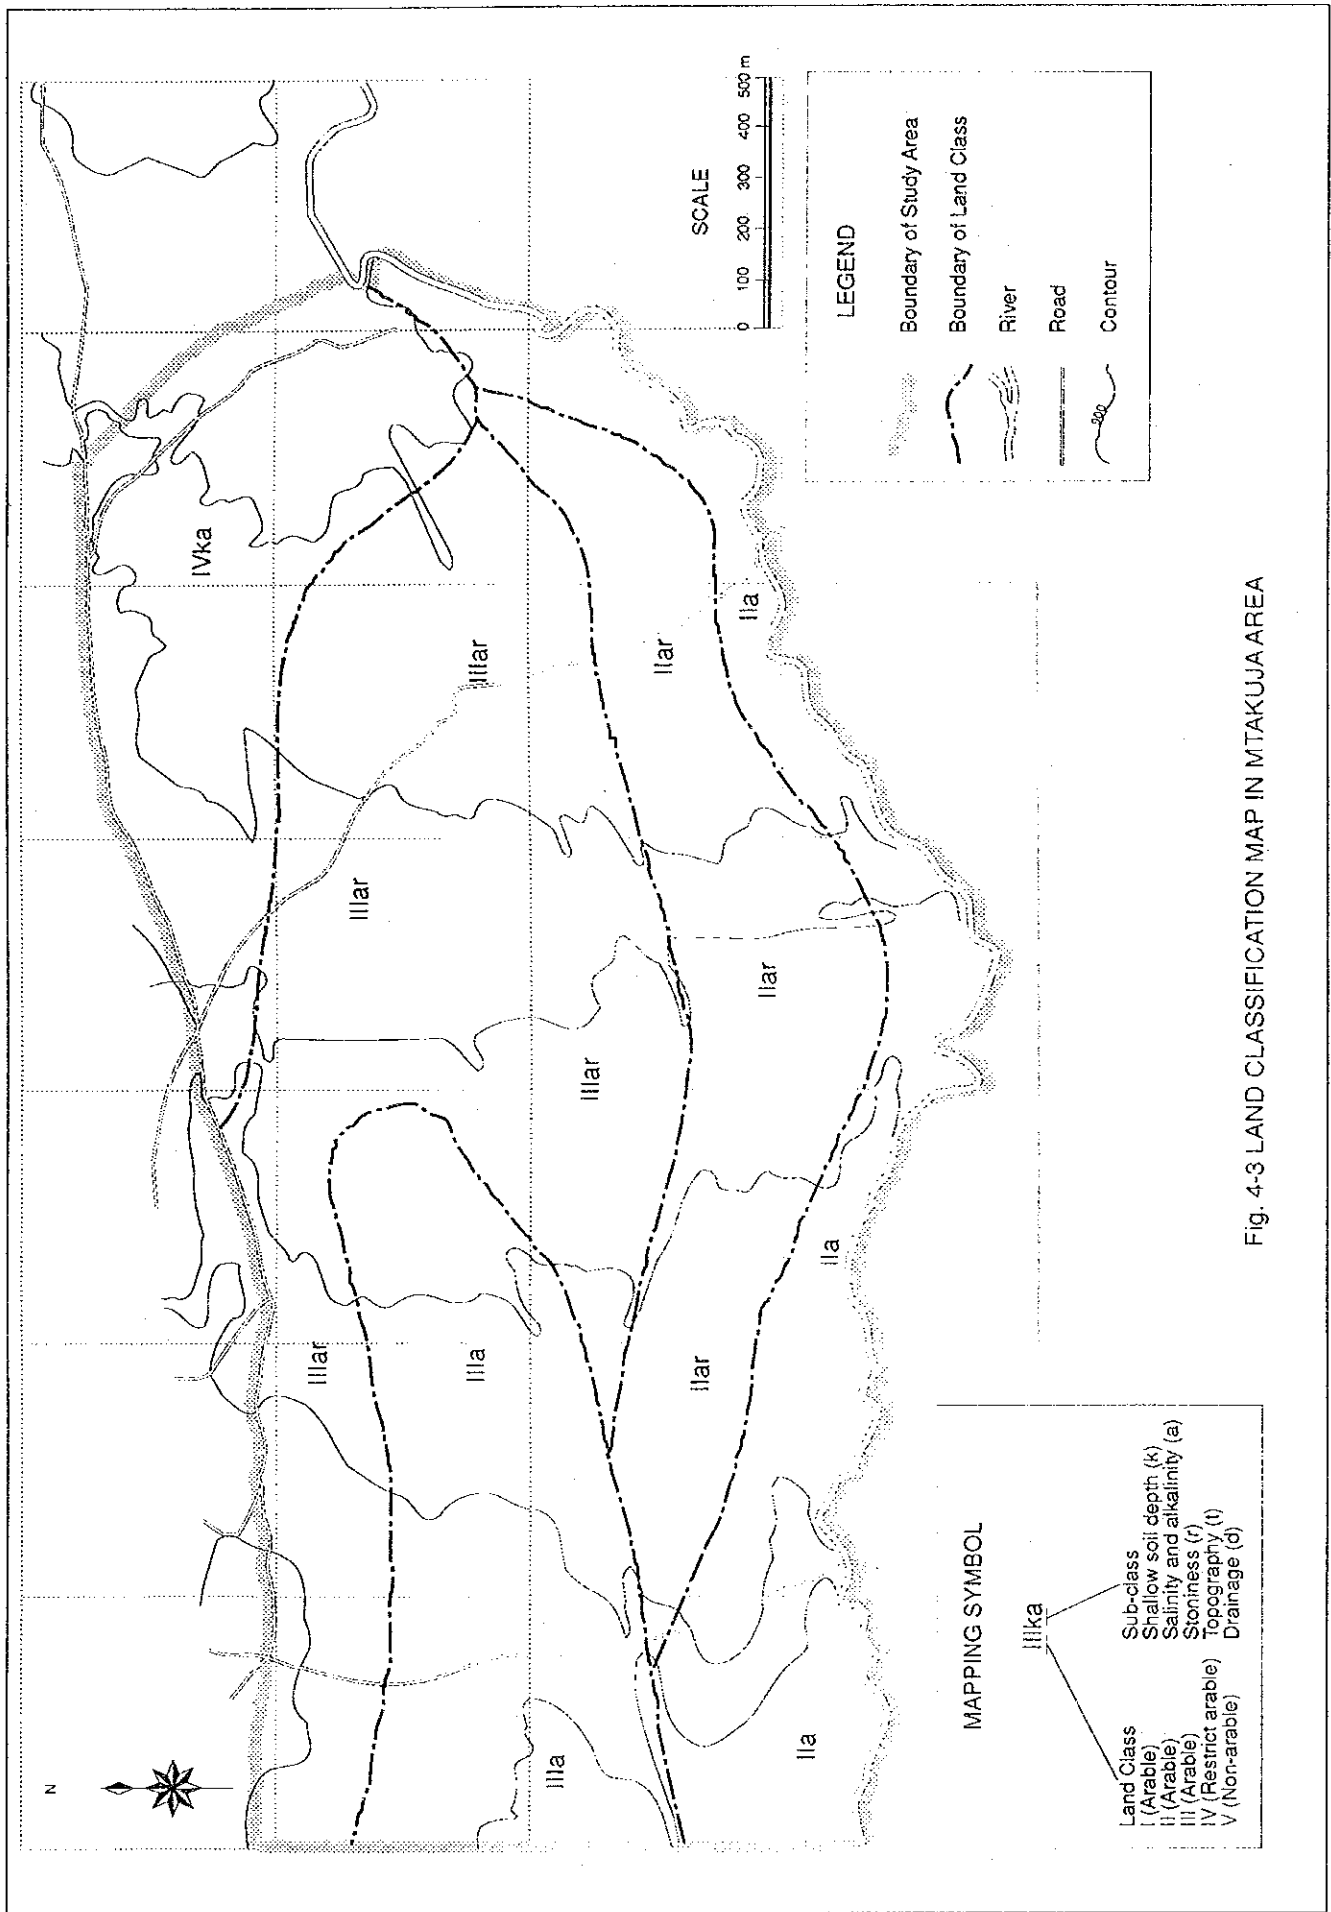 N
IVka
IIIar
IIar
IIa
IIIar
IIar
IIIar
IIIar
IIIa
IIar
IIa
IIIa
IIa
SCALE
0 100 200 300 400 500 m
LEGEND
Boundary of Study Area
Boundary of Land Class
River
Road
200
Contour
MAPPING SYMBOL
IIIka
Land Class
I (Arable)
II (Arable)
III (Arable)
IV (Restrict arable)
V (Non-arable)
Sub-class
Shallow soil depth (k)
Salinity and alkalinity (a)
Stoniness (r)
Topography (t)
Drainage (d)
Fig. 4-3 LAND CLASSIFICATION MAP IN MTAKUJA AREA